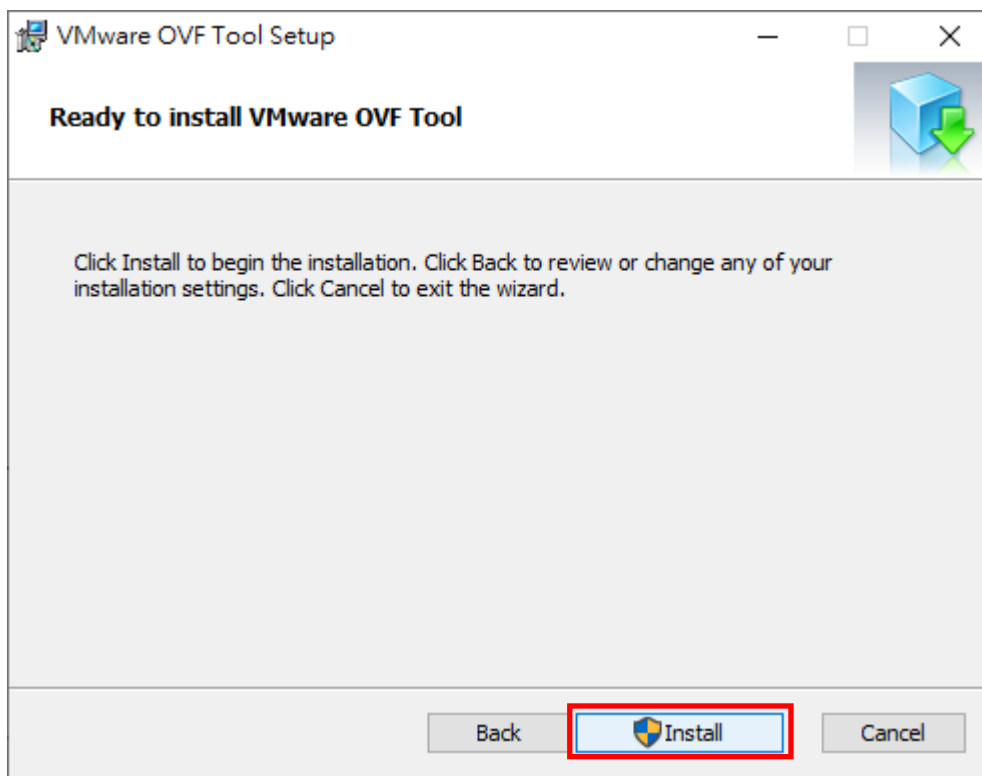 VMware OVF Tool Setup
Ready to install VMware OVF Tool
Click Install to begin the installation. Click Back to review or change any of your
installation settings. Click Cancel to exit the wizard.
Back
Install
Cancel